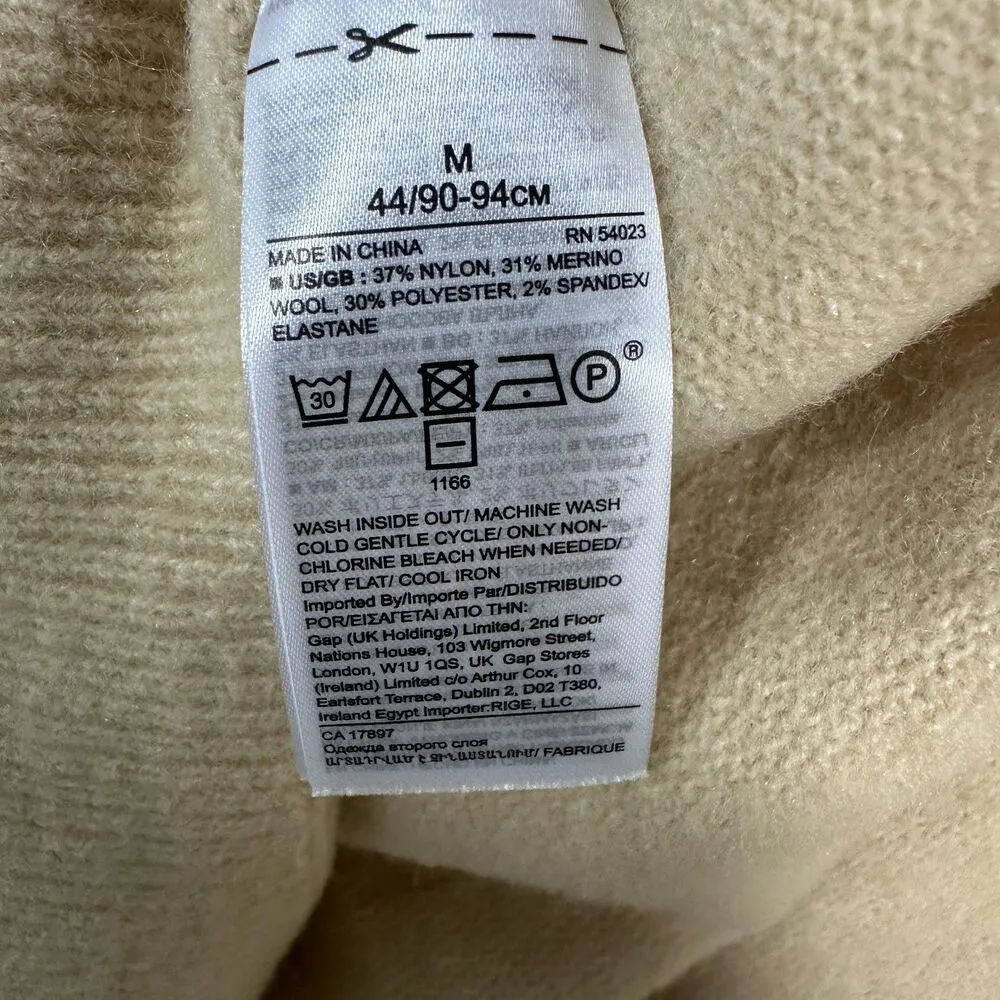 M
44/90-94CM
MADE IN CHINA RN 54023
US/GB : 37% NYLON, 31% MERINO
WOOL, 30% POLYESTER, 2% SPANDEX/
ELASTANE
30 P ®
1166
WASH INSIDE OUT/ MACHINE WASH
COLD GENTLE CYCLE/ ONLY NON-
CHLORINE BLEACH WHEN NEEDED/
DRY FLAT/ COOL IRON
Imported By/Importe Par/DISTRIBUIDO
POR/ΕΙΣΑΓΕΤΑΙ ΑΠΟ ΤΗΝ:
Gap (UK Holdings) Limited, 2nd Floor
Nations House, 103 Wigmore Street,
London, W1U 1QS, UK Gap Stores
(Ireland) Limited c/o Arthur Cox, 10
Earlsfort Terrace, Dublin 2, D02 T380,
Ireland Egypt Importer:RIGE, LLC
CA 17897
Одежда второго слоя
ԱՐՏԱԴՐՎԱԾ Է ՉԻՆԱՍՏԱՆՈՒՄ/ FABRIQUE